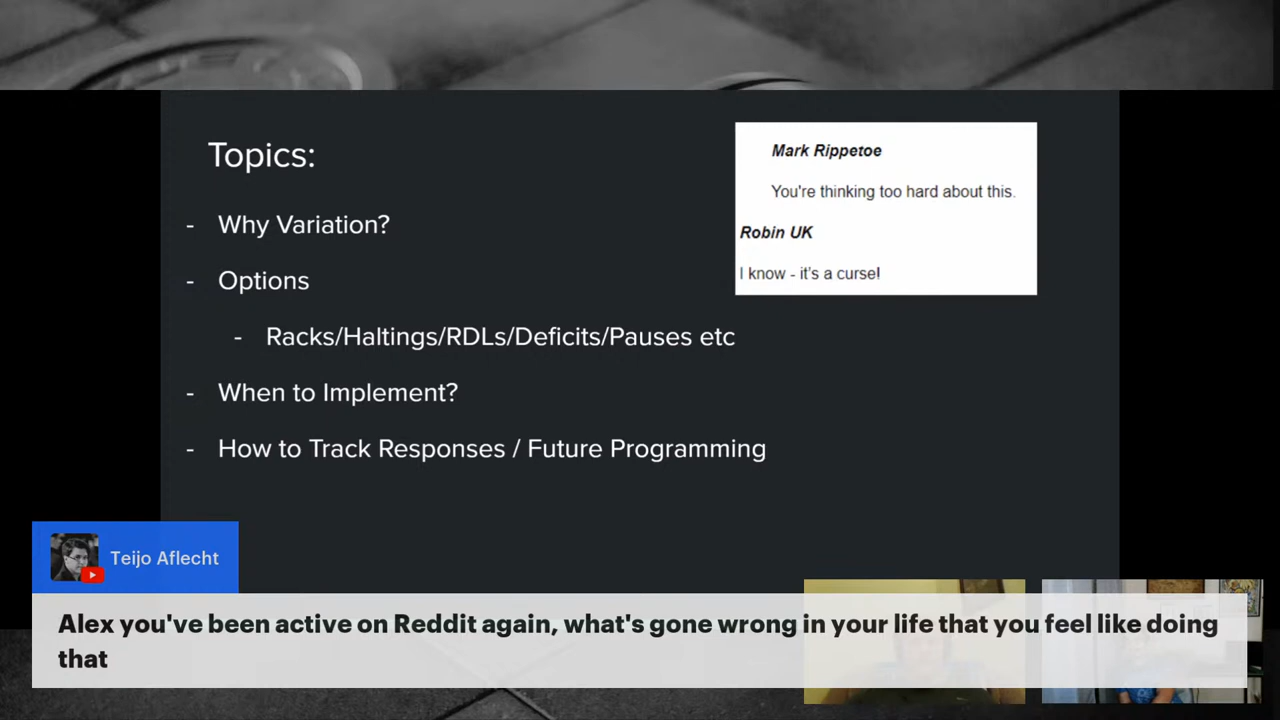 Topics:
- Why Variation?
- Options
- Racks/Haltings/RDLs/Deficits/Pauses etc
- When to Implement?
- How to Track Responses / Future Programming
Mark Rippetoe
You're thinking too hard about this.
Robin UK
I know - it's a curse!
Teijo Aflecht
Alex you've been active on Reddit again, what's gone wrong in your life that you feel like doing
that